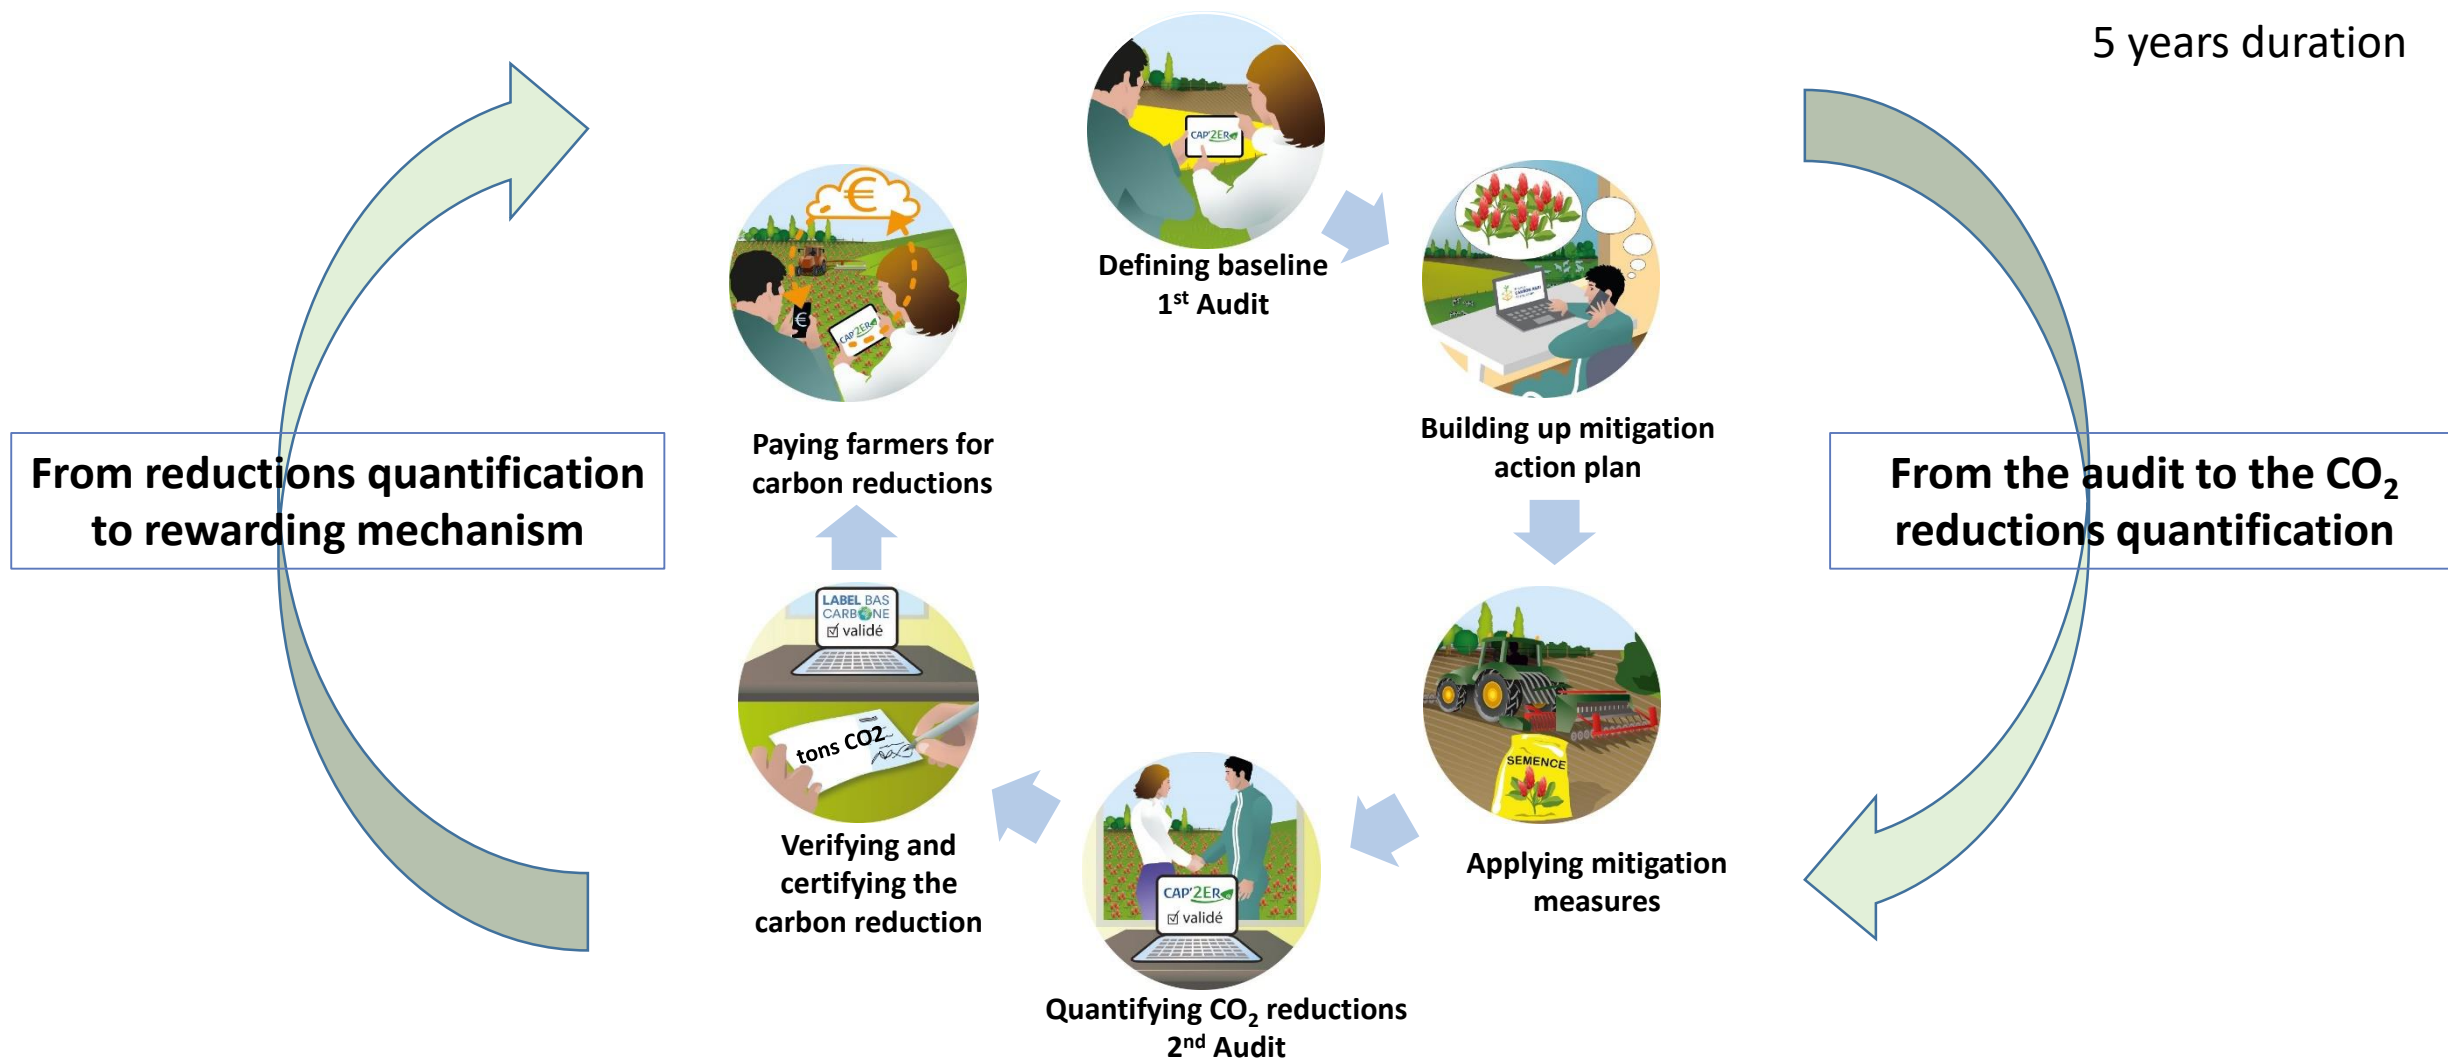 5 years duration
CAP'2ER
Defining baseline
1st Audit
Building up mitigation
action plan
SEMENCE
Applying mitigation
measures
From the audit to the CO2
reductions quantification
CAP'2ER
validé
Quantifying CO2 reductions
2nd Audit
LABEL BAS
CARBONE
validé
tons CO2
Verifying and
certifying the
carbon reduction
€
€
CAP'2ER
Paying farmers for
carbon reductions
From reductions quantification
to rewarding mechanism